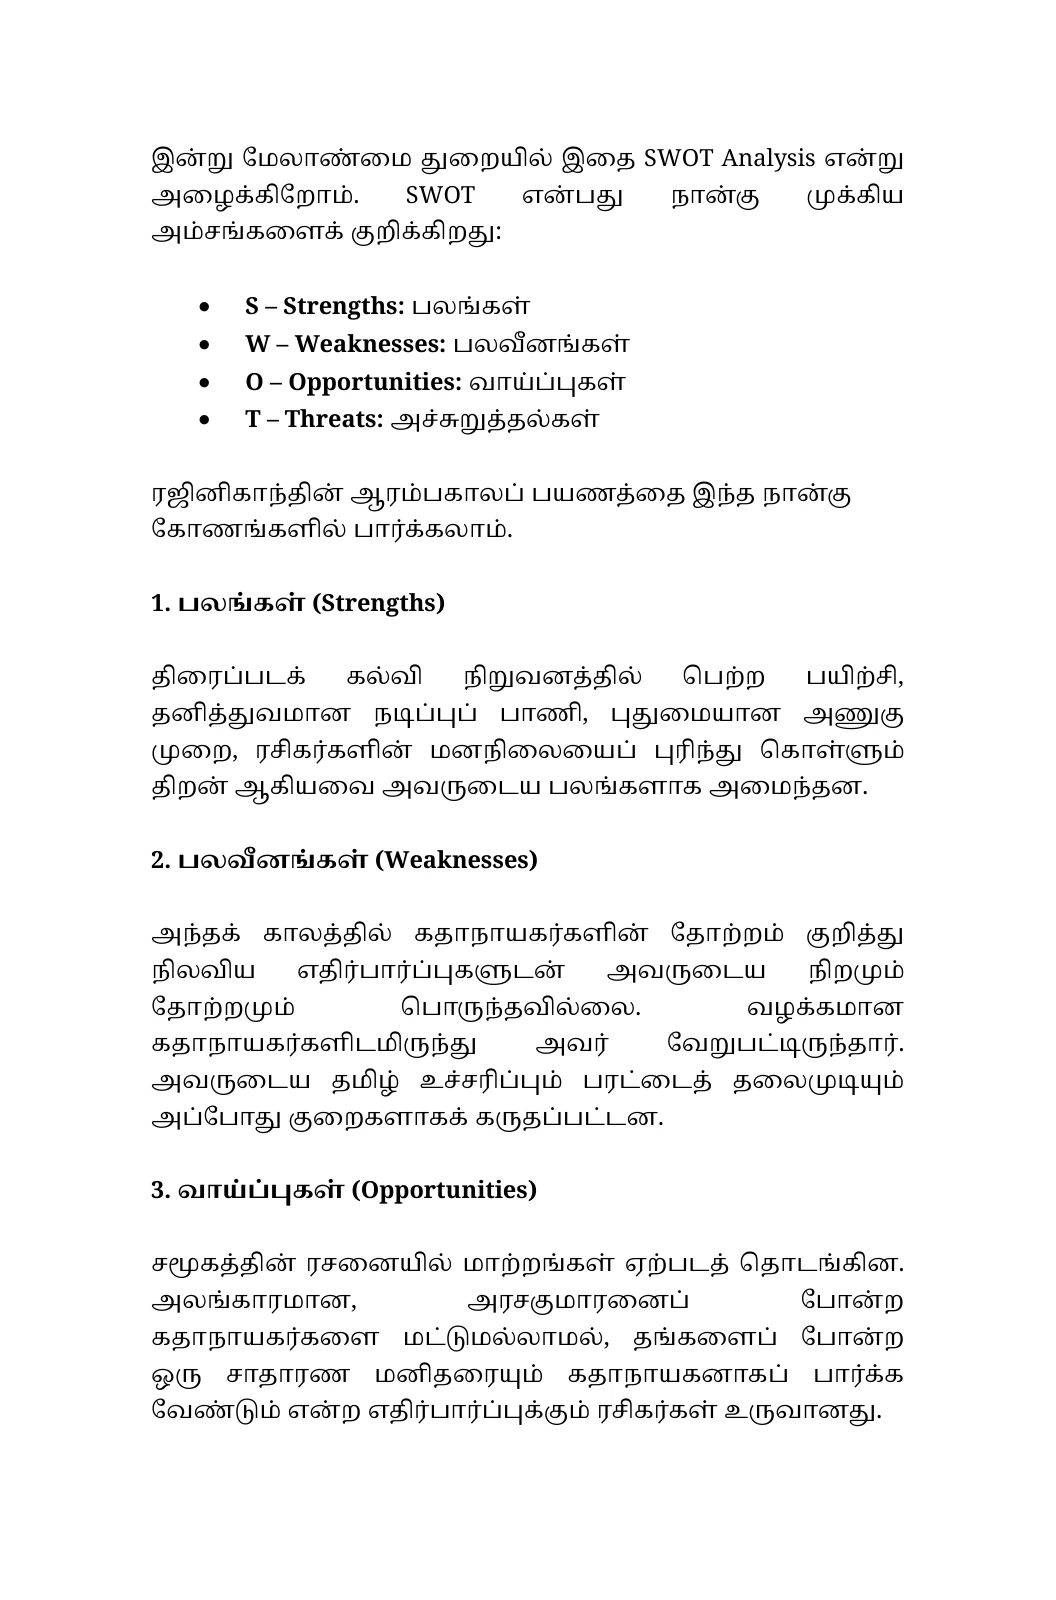 இன்று மேலாண்மை துறையில் இதை SWOT Analysis என்று
அழைக்கிறோம். SWOT என்பது நான்கு முக்கிய
அம்சங்களைக் குறிக்கிறது:
• S – Strengths: பலங்கள்
• W – Weaknesses: பலவீனங்கள்
• O – Opportunities: வாய்ப்புகள்
• T – Threats: அச்சுறுத்தல்கள்
ரஜினிகாந்தின் ஆரம்பகாலப் பயணத்தை இந்த நான்கு
கோணங்களில் பார்க்கலாம்.
1. பலங்கள் (Strengths)
திரைப்படக் கல்வி நிறுவனத்தில் பெற்ற பயிற்சி,
தனித்துவமான நடிப்புப் பாணி, புதுமையான அணுகு
முறை, ரசிகர்களின் மனநிலையைப் புரிந்து கொள்ளும்
திறன் ஆகியவை அவருடைய பலங்களாக அமைந்தன.
2. பலவீனங்கள் (Weaknesses)
அந்தக் காலத்தில் கதாநாயகர்களின் தோற்றம் குறித்து
நிலவிய எதிர்பார்ப்புகளுடன் அவருடைய நிறமும்
தோற்றமும் பொருந்தவில்லை. வழக்கமான
கதாநாயகர்களிடமிருந்து அவர் வேறுபட்டிருந்தார்.
அவருடைய தமிழ் உச்சரிப்பும் பரட்டைத் தலைமுடியும்
அப்போது குறைகளாகக் கருதப்பட்டன.
3. வாய்ப்புகள் (Opportunities)
சமூகத்தின் ரசனையில் மாற்றங்கள் ஏற்படத் தொடங்கின.
அலங்காரமான, அரசகுமாரனைப் போன்ற
கதாநாயகர்களை மட்டுமல்லாமல், தங்களைப் போன்ற
ஒரு சாதாரண மனிதரையும் கதாநாயகனாகப் பார்க்க
வேண்டும் என்ற எதிர்பார்ப்புக்கும் ரசிகர்கள் உருவானது.